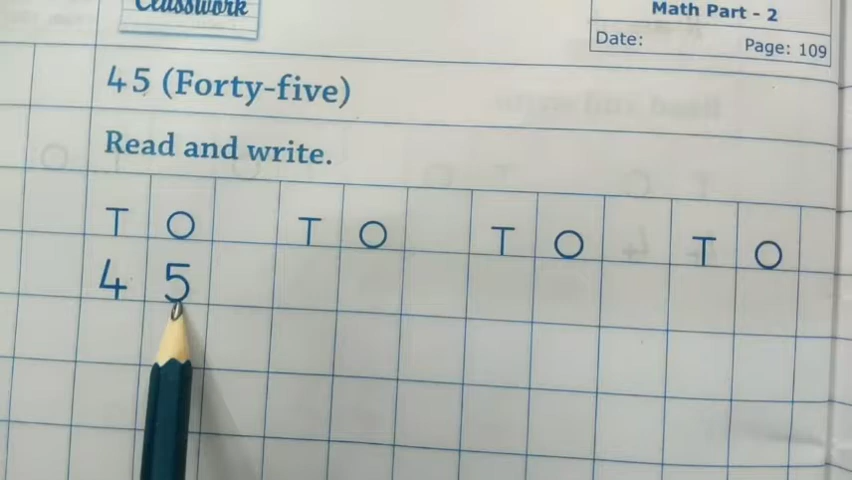 Classwork
Math Part - 2
Date: Page: 109
45 (Forty-five)
Read and write.
T O T O T O T O
4 5